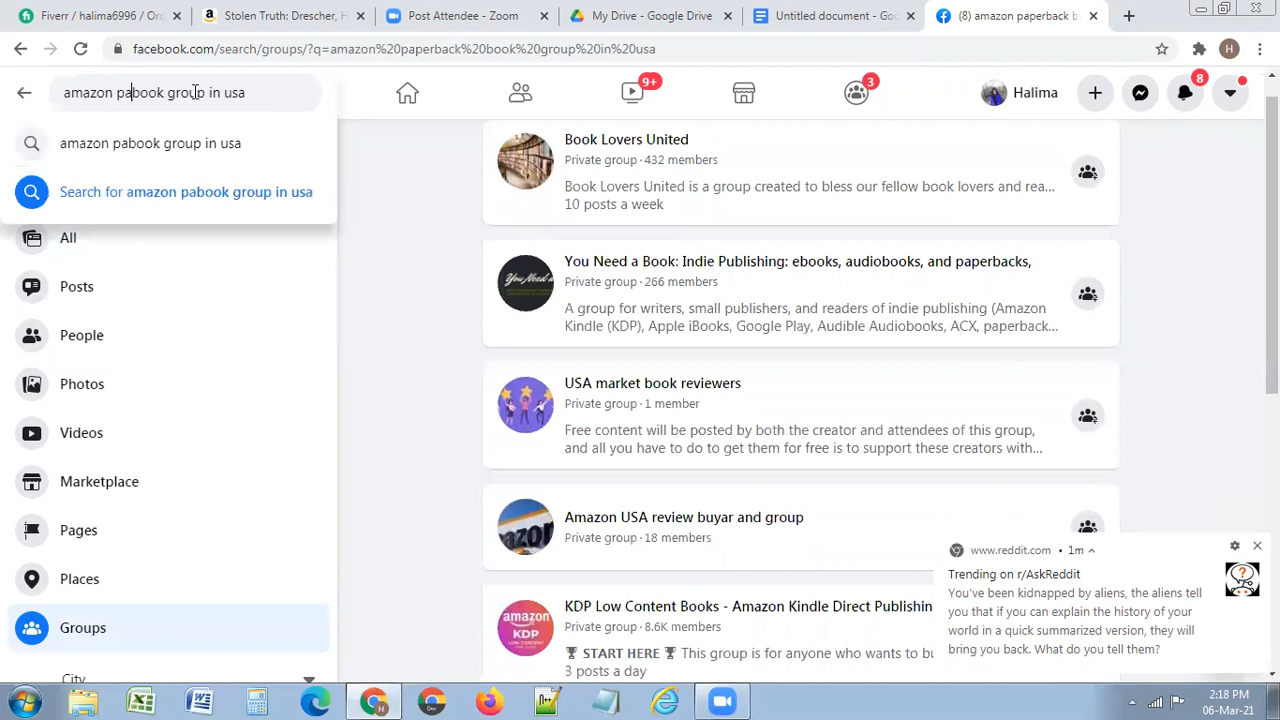 Fiverr / halima6996 / Ord
Stolen Truth: Drescher, H
Post Attendee - Zoom
My Drive - Google Drive
Untitled document - Goo
(8) amazon paperback b
facebook.com/search/groups/?q=amazon%20paperback%20book%20group%20in%20usa
H
amazon pabook group in usa
9+
3
Halima
8
amazon pabook group in usa
Search for amazon pabook group in usa
All
Posts
People
Photos
Videos
Marketplace
Pages
Places
Groups
City
Book Lovers United
Private group · 432 members
Book Lovers United is a group created to bless our fellow book lovers and rea...
10 posts a week
You Need a Book: Indie Publishing: ebooks, audiobooks, and paperbacks,
Private group · 266 members
A group for writers, small publishers, and readers of indie publishing (Amazon
Kindle (KDP), Apple iBooks, Google Play, Audible Audiobooks, ACX, paperback...
USA market book reviewers
Private group · 1 member
Free content will be posted by both the creator and attendees of this group,
and all you have to do to get them for free is to support these creators with...
Amazon USA review buyar and group
Private group · 18 members
KDP Low Content Books - Amazon Kindle Direct Publishin
Private group · 8.6K members
🏆 START HERE 🏆 This group is for anyone who wants to bu
3 posts a day
www.reddit.com • 1m
Trending on r/AskReddit
You've been kidnapped by aliens, the aliens tell
you that if you can explain the history of your
world in a quick summarized version, they will
bring you back. What do you tell them?
2:18 PM
06-Mar-21